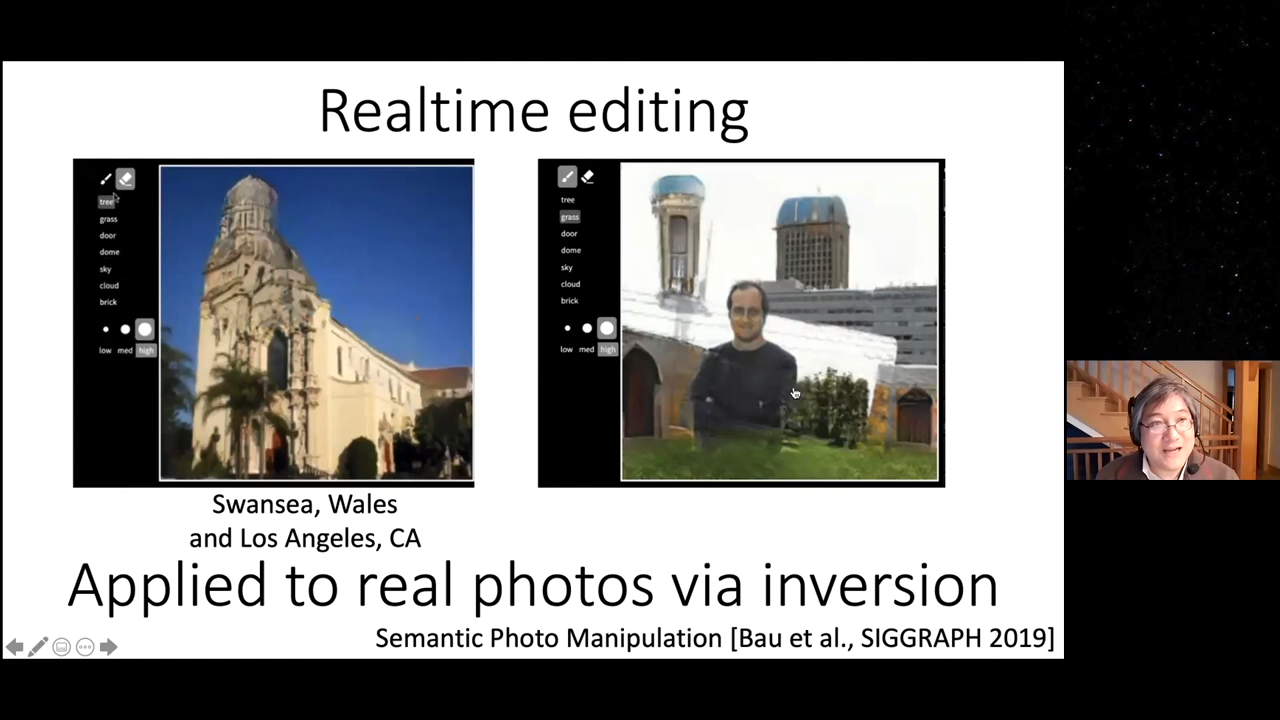 Realtime editing
tree
grass
door
dome
sky
cloud
brick
low med high
tree
grass
door
dome
sky
cloud
brick
low med high
Swansea, Wales
and Los Angeles, CA
Applied to real photos via inversion
Semantic Photo Manipulation [Bau et al., SIGGRAPH 2019]